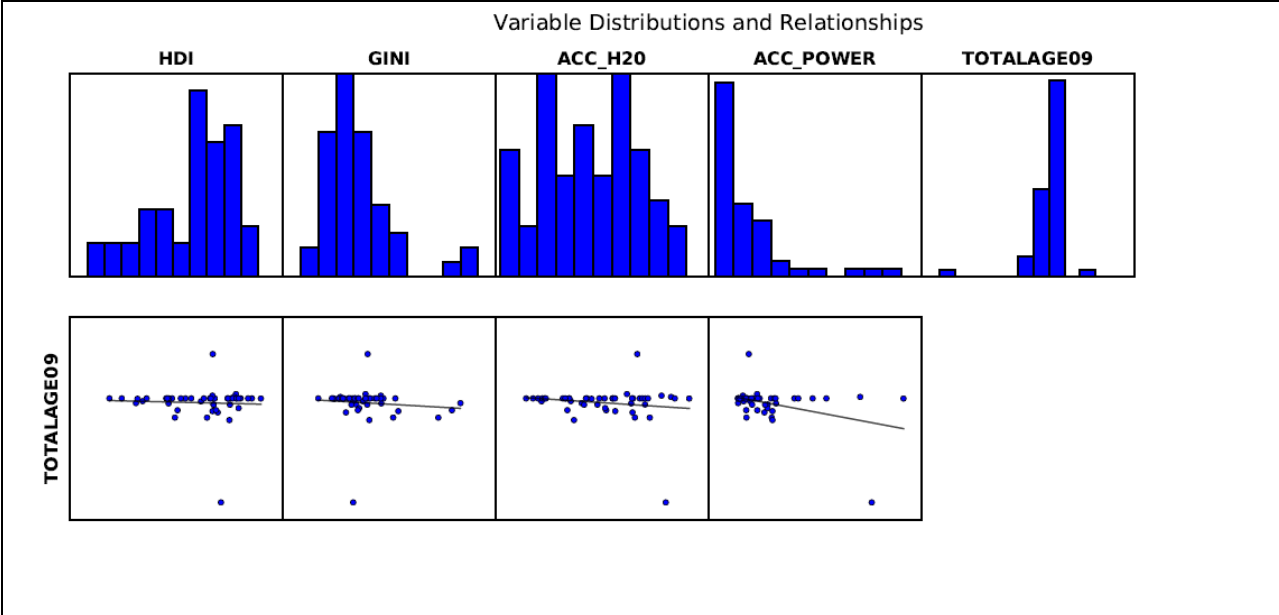 Variable Distributions and Relationships
HDI
GINI
ACC_H20
ACC_POWER
TOTALAGE09
TOTALAGE09